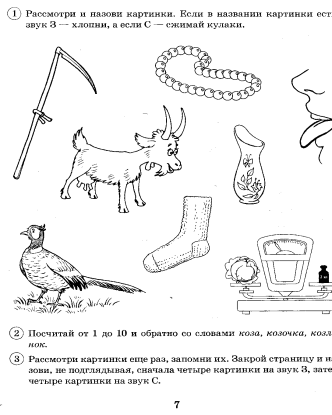 1 Рассмотри и назови картинки. Если в названии картинки ест
звук З — хлопни, а если С — сжимай кулаки.
2 Посчитай от 1 до 10 и обратно со словами коза, козочка, козл
нок.
3 Рассмотри картинки еще раз, запомни их. Закрой страницу и н
зови, не подглядывая, сначала четыре картинки на звук З, зате
четыре картинки на звук С.
7